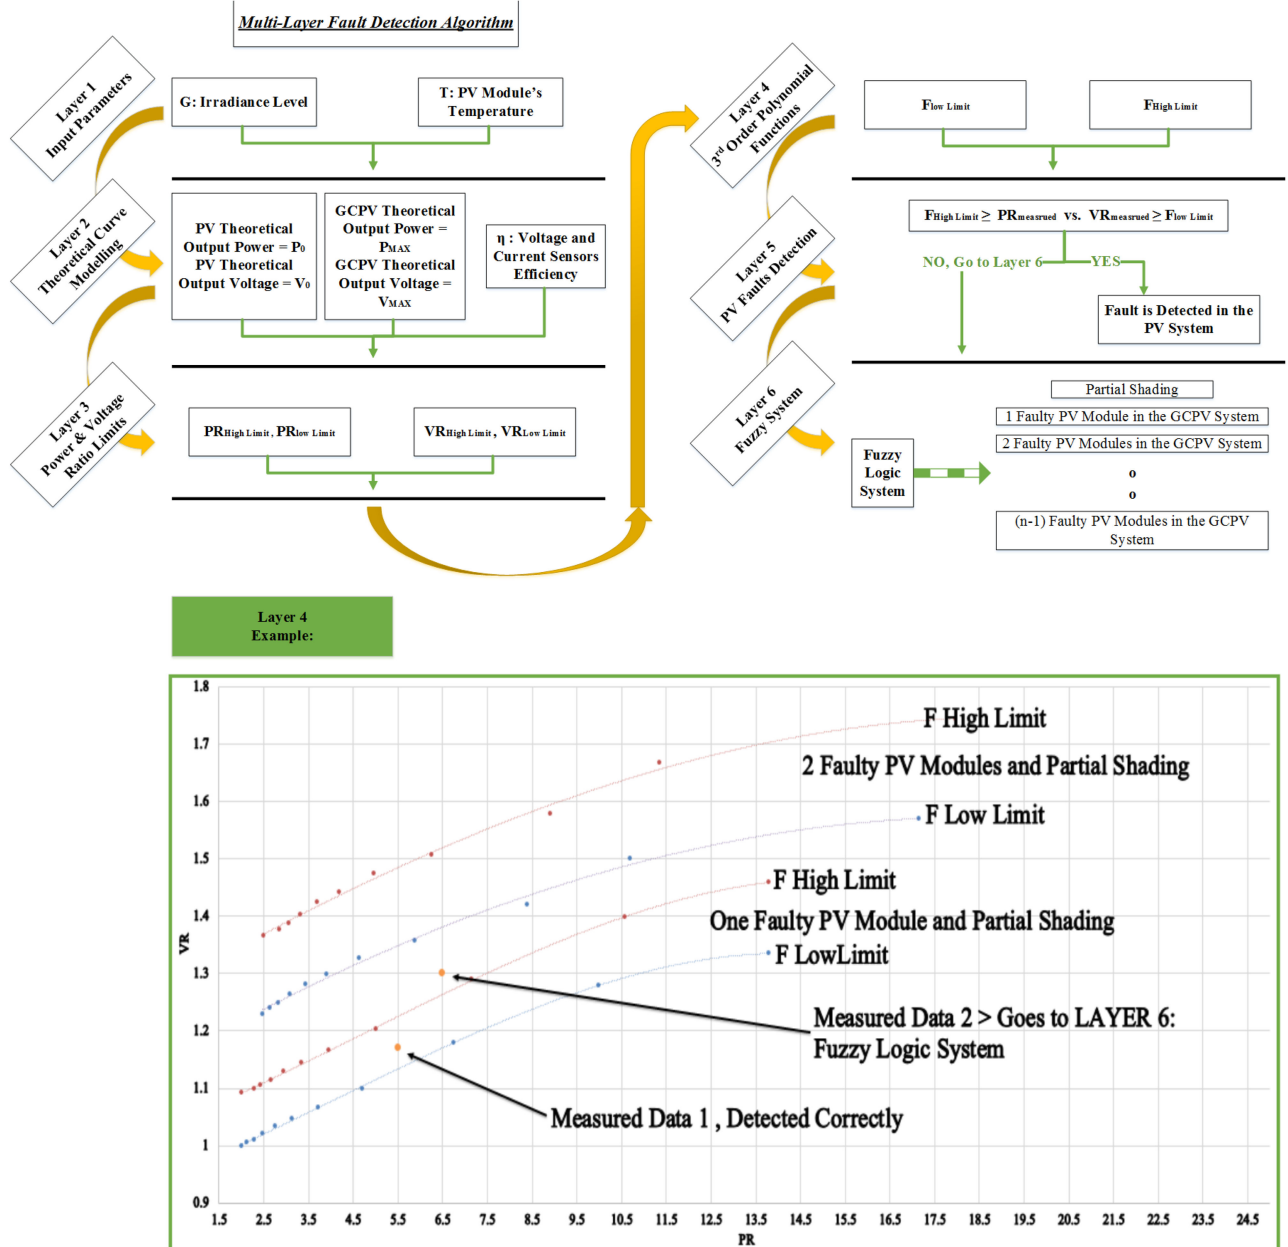 Multi-Layer Fault Detection Algorithm
Layer 1
Input Parameters
G: Irradiance Level
T: PV Module's
Temperature
Layer 2
Theoretical Curve
Modelling
PV Theoretical
Output Power = P0
PV Theoretical
Output Voltage = V0
GCPV Theoretical
Output Power =
PMAX
GCPV Theoretical
Output Voltage =
VMAX
η : Voltage and
Current Sensors
Efficiency
Layer 3
Power & Voltage
Ratio Limits
PRHigh Limit, PRlow Limit
VRHigh Limit, VRLow Limit
Layer 4
3rd Order Polynomial
Functions
Flow Limit
FHigh Limit
Layer 5
PV Faults Detection
FHigh Limit ≥ PRmeasrued vs. VRmeasrued ≥ Flow Limit
NO, Go to Layer 6
YES
Fault is Detected in the
PV System
Layer 6
Fuzzy System
Fuzzy
Logic
System
Partial Shading
1 Faulty PV Module in the GCPV System
2 Faulty PV Modules in the GCPV System
o
o
(n-1) Faulty PV Modules in the GCPV
System
Layer 4
Example:
1.8
1.7
1.6
1.5
1.4
1.3
1.2
1.1
1
0.9
VR
F High Limit
2 Faulty PV Modules and Partial Shading
F Low Limit
F High Limit
One Faulty PV Module and Partial Shading
F LowLimit
Measured Data 2 > Goes to LAYER 6:
Fuzzy Logic System
Measured Data 1 , Detected Correctly
1.5 2.5 3.5 4.5 5.5 6.5 7.5 8.5 9.5 10.5 11.5 12.5 13.5 14.5 15.5 16.5 17.5 18.5 19.5 20.5 21.5 22.5 23.5 24.5
PR